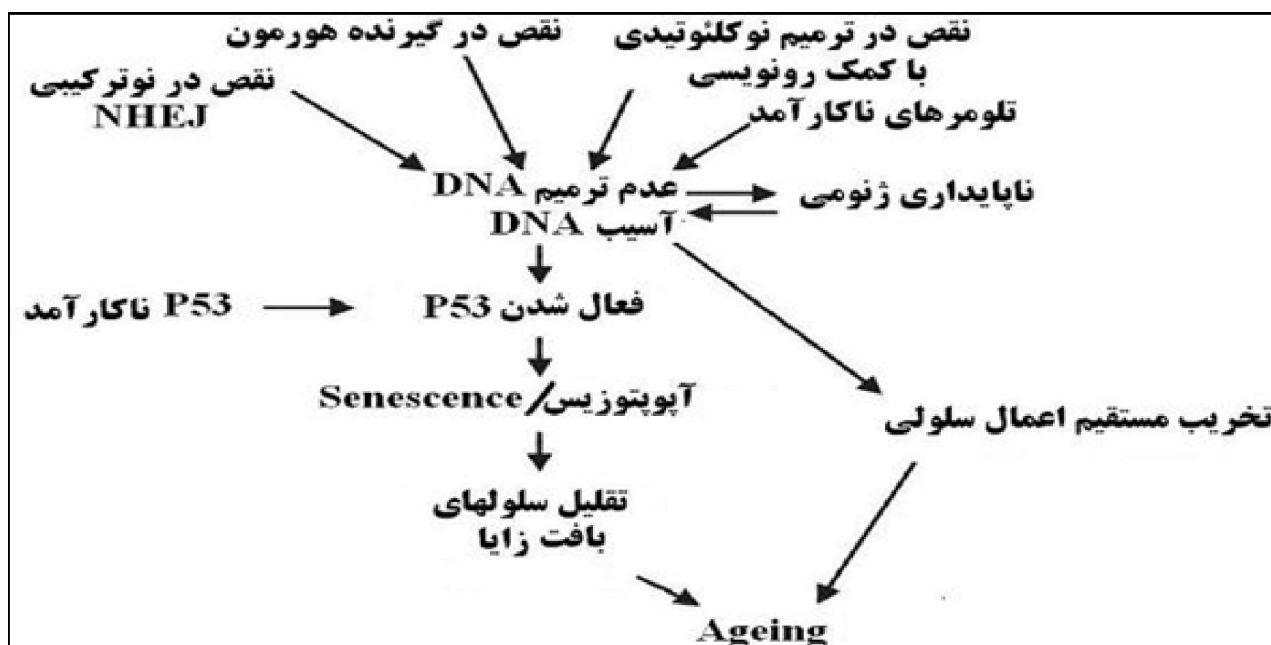 نقص در ترمیم نوکلئوتیدی
با کمک رونویسی
نقص در گیرنده هورمون
نقص در نوترکیبی
NHEJ
تلومرهای ناکارآمد
عدم ترمیم DNA
آسیب DNA
ناپایداری ژنومی
فعال شدن P53
P53 ناکارآمد
آپوپتوزیس/Senescence
تخریب مستقیم اعمال سلولی
تقلیل سلولهای
بافت زایا
Ageing